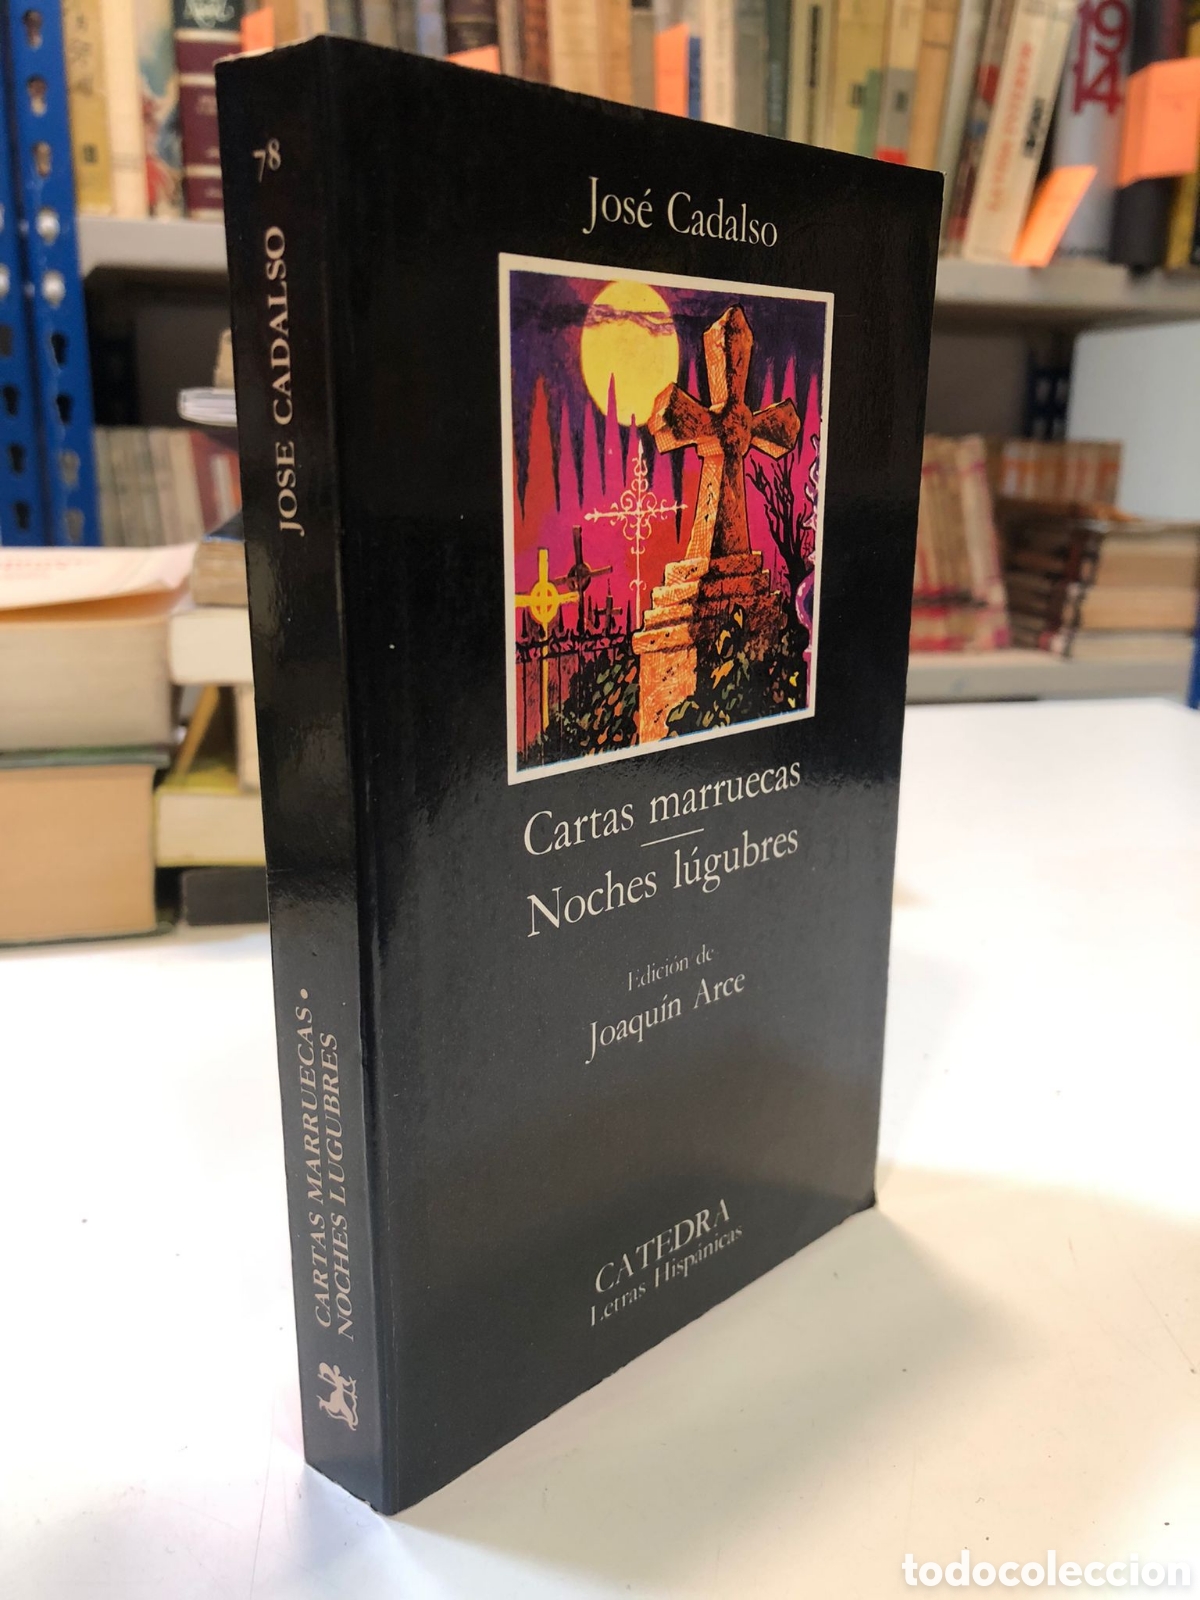 José Cadalso
Cartas marruecas
Noches lúgubres
Edición de
Joaquín Arce
CATEDRA
Letras Hispánicas
78
JOSE CADALSO
CARTAS MARRUECAS •
NOCHES LUGUBRES
1984
todocoleccion